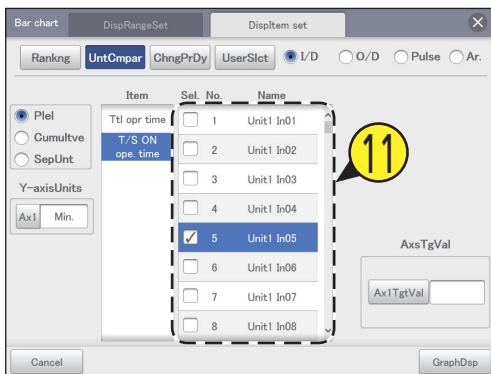 Bar chart DispRangeSet DispItem set
Rankng UntCmpar ChngPrDy UserSlct I/D O/D Pulse Ar.
Item Sel. No. Name
Plel
Cumultve
SepUnt
Y-axisUnits
Ax1 Min.
Ttl opr time
T/S ON
ope. time
1 Unit1 In01
2 Unit1 In02
3 Unit1 In03
4 Unit1 In04
5 Unit1 In05
6 Unit1 In06
7 Unit1 In07
8 Unit1 In08
11
AxsTgVal
Ax1TgtVal
Cancel GraphDsp